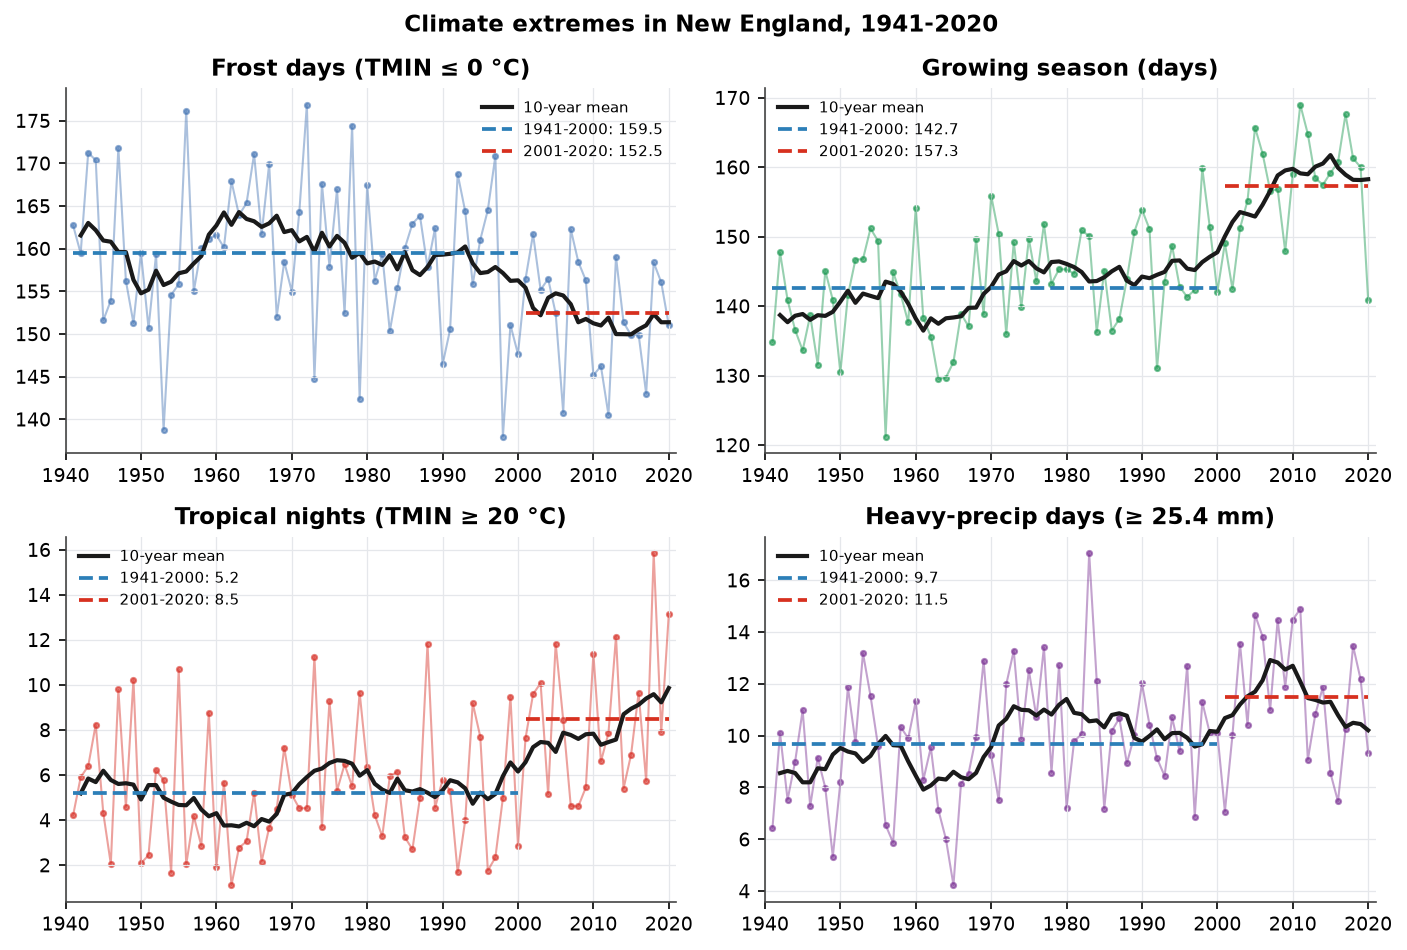 Climate extremes in New England, 1941-2020
Frost days (TMIN ≤ 0 °C)
10-year mean
1941-2000: 159.5
2001-2020: 152.5
175
170
165
160
155
150
145
140
1940 1950 1960 1970 1980 1990 2000 2010 2020
Growing season (days)
10-year mean
1941-2000: 142.7
2001-2020: 157.3
170
160
150
140
130
120
1940 1950 1960 1970 1980 1990 2000 2010 2020
Tropical nights (TMIN ≥ 20 °C)
10-year mean
1941-2000: 5.2
2001-2020: 8.5
16
14
12
10
8
6
4
2
1940 1950 1960 1970 1980 1990 2000 2010 2020
Heavy-precip days (≥ 25.4 mm)
10-year mean
1941-2000: 9.7
2001-2020: 11.5
16
14
12
10
8
6
4
1940 1950 1960 1970 1980 1990 2000 2010 2020